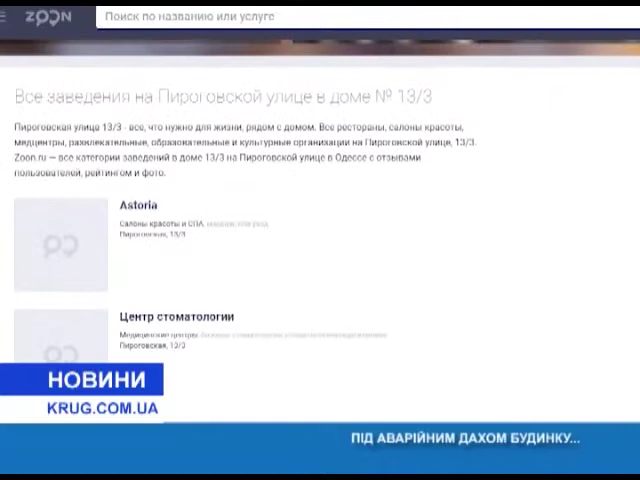 ZOON
Поиск по названию или услуге
Все заведения на Пироговской улице в доме № 13/3
Пироговская улица 13/3 - все, что нужно для жизни, рядом с домом. Все рестораны, салоны красоты,
медцентры, развлекательные, образовательные и культурные организации на Пироговской улице, 13/3.
Zoon.ru — все категории заведений в доме 13/3 на Пироговской улице в Одессе с отзывами
пользователей, рейтингом и фото.
Astoria
Салоны красоты и СПА,
Пироговская, 13/3
Центр стоматологии
Медицинские центры,
Пироговская, 13/3
НОВИНИ
KRUG.COM.UA
ПІД АВАРІЙНИМ ДАХОМ БУДИНКУ...